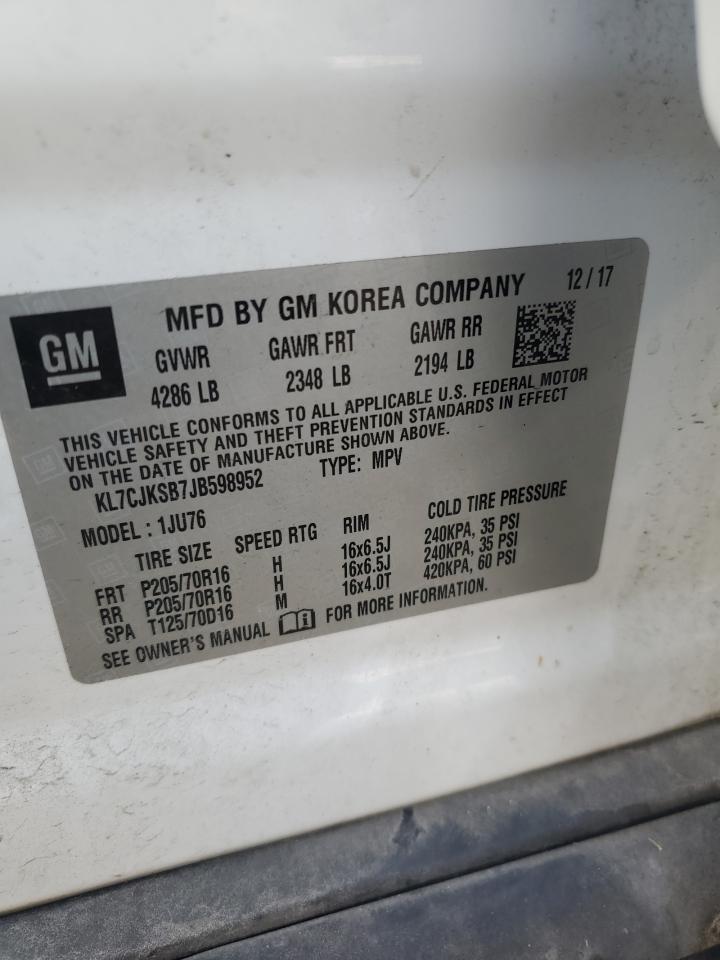 GM
MFD BY GM KOREA COMPANY 12/17
GVWR GAWR FRT GAWR RR
4286 LB 2348 LB 2194 LB
THIS VEHICLE CONFORMS TO ALL APPLICABLE U.S. FEDERAL MOTOR
VEHICLE SAFETY AND THEFT PREVENTION STANDARDS IN EFFECT
ON THE DATE OF MANUFACTURE SHOWN ABOVE.
KL7CJKSB7JB598952 TYPE: MPV
MODEL : 1JU76
TIRE SIZE SPEED RTG RIM COLD TIRE PRESSURE
FRT P205/70R16 H 16x6.5J 240KPA, 35 PSI
RR P205/70R16 H 16x6.5J 240KPA, 35 PSI
SPA T125/70D16 M 16x4.0T 420KPA, 60 PSI
SEE OWNER'S MANUAL FOR MORE INFORMATION.